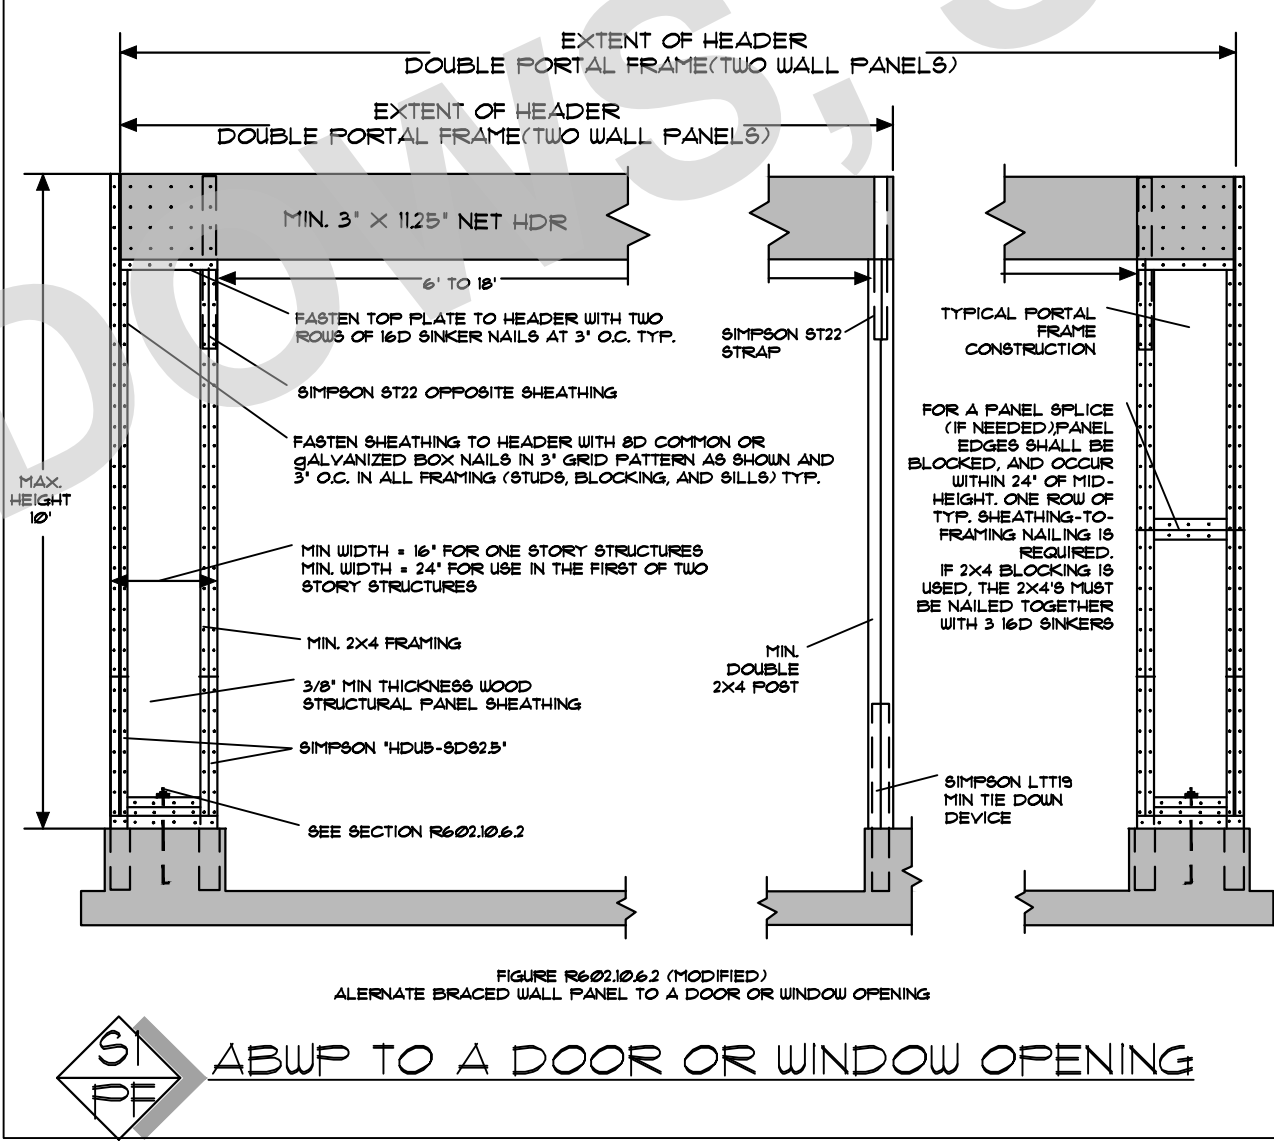 EXTENT OF HEADER
DOUBLE PORTAL FRAME(TWO WALL PANELS)
EXTENT OF HEADER
DOUBLE PORTAL FRAME(TWO WALL PANELS)
MIN. 3" X 11.25" NET HDR
6' TO 18'
FASTEN TOP PLATE TO HEADER WITH TWO
ROWS OF 16D SINKER NAILS AT 3" O.C. TYP.
SIMPSON ST22 OPPOSITE SHEATHING
FASTEN SHEATHING TO HEADER WITH 8D COMMON OR
GALVANIZED BOX NAILS IN 3" GRID PATTERN AS SHOWN AND
3" O.C. IN ALL FRAMING (STUDS, BLOCKING, AND SILLS) TYP.
MAX.
HEIGHT
10'
MIN WIDTH = 16" FOR ONE STORY STRUCTURES
MIN. WIDTH = 24" FOR USE IN THE FIRST OF TWO
STORY STRUCTURES
MIN. 2X4 FRAMING
3/8" MIN THICKNESS WOOD
STRUCTURAL PANEL SHEATHING
SIMPSON "HDU5-SDS2.5"
SEE SECTION R602.10.6.2
SIMPSON ST22
STRAP
MIN.
DOUBLE
2X4 POST
SIMPSON LTT19
MIN TIE DOWN
DEVICE
TYPICAL PORTAL
FRAME
CONSTRUCTION
FOR A PANEL SPLICE
(IF NEEDED),PANEL
EDGES SHALL BE
BLOCKED, AND OCCUR
WITHIN 24" OF MID-
HEIGHT. ONE ROW OF
TYP. SHEATHING-TO-
FRAMING NAILING IS
REQUIRED.
IF 2X4 BLOCKING IS
USED, THE 2X4'S MUST
BE NAILED TOGETHER
WITH 3 16D SINKERS
FIGURE R602.10.6.2 (MODIFIED)
ALERNATE BRACED WALL PANEL TO A DOOR OR WINDOW OPENING
S1
PF
ABWP TO A DOOR OR WINDOW OPENING
DOWS, S